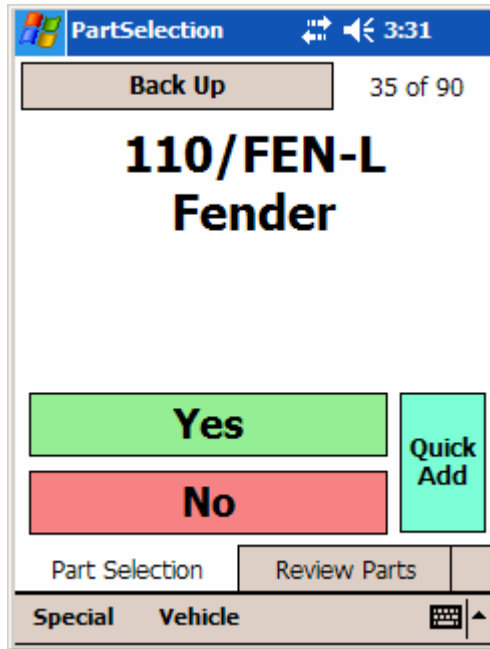 PartSelection 3:31
Back Up 35 of 90
110/FEN-L
Fender
Yes
No
Quick
Add
Part Selection Review Parts
Special Vehicle